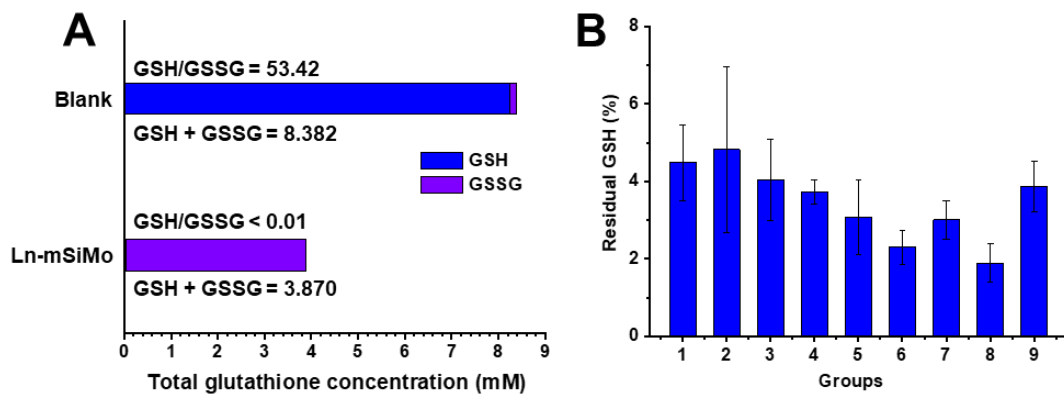 A
GSH/GSSG = 53.42
Blank
GSH + GSSG = 8.382
GSH
GSSG
GSH/GSSG < 0.01
Ln-mSiMo
GSH + GSSG = 3.870
0 1 2 3 4 5 6 7 8 9
Total glutathione concentration (mM)
B
8
6
4
2
0
Residual GSH (%)
1 2 3 4 5 6 7 8 9
Groups